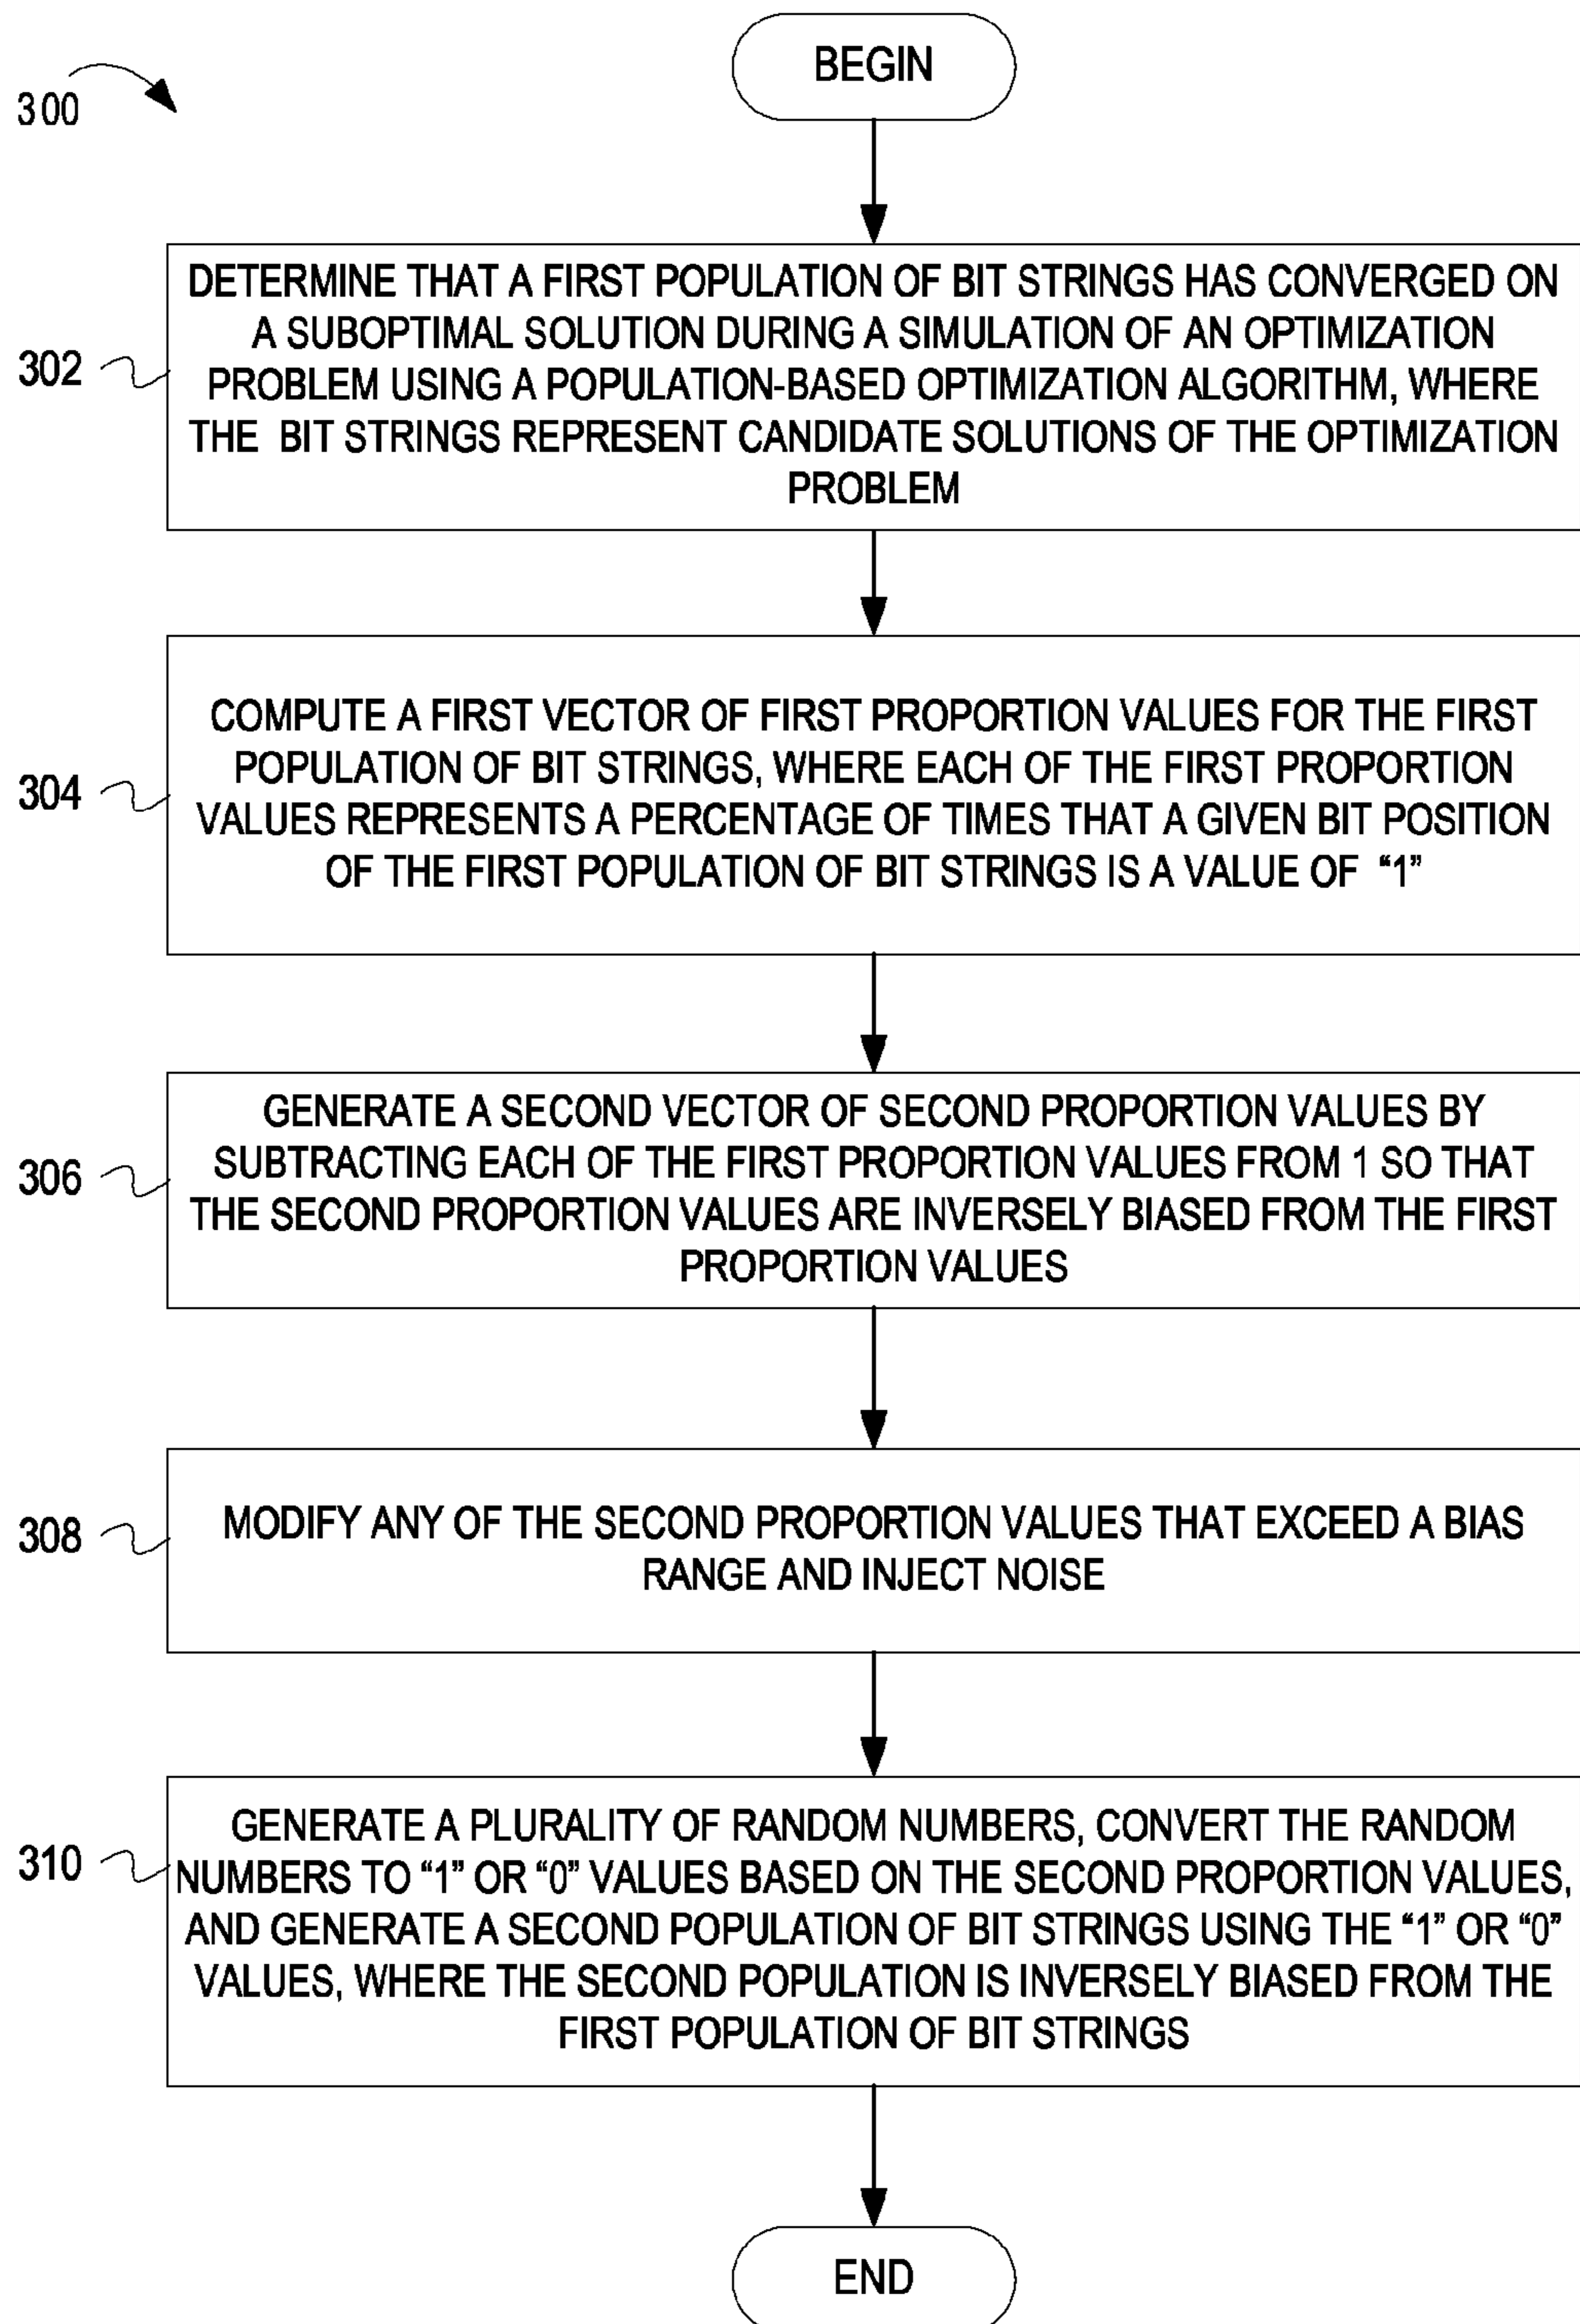 300
BEGIN
302
DETERMINE THAT A FIRST POPULATION OF BIT STRINGS HAS CONVERGED ON
A SUBOPTIMAL SOLUTION DURING A SIMULATION OF AN OPTIMIZATION
PROBLEM USING A POPULATION-BASED OPTIMIZATION ALGORITHM, WHERE
THE BIT STRINGS REPRESENT CANDIDATE SOLUTIONS OF THE OPTIMIZATION
PROBLEM
304
COMPUTE A FIRST VECTOR OF FIRST PROPORTION VALUES FOR THE FIRST
POPULATION OF BIT STRINGS, WHERE EACH OF THE FIRST PROPORTION
VALUES REPRESENTS A PERCENTAGE OF TIMES THAT A GIVEN BIT POSITION
OF THE FIRST POPULATION OF BIT STRINGS IS A VALUE OF “1”
306
GENERATE A SECOND VECTOR OF SECOND PROPORTION VALUES BY
SUBTRACTING EACH OF THE FIRST PROPORTION VALUES FROM 1 SO THAT
THE SECOND PROPORTION VALUES ARE INVERSELY BIASED FROM THE FIRST
PROPORTION VALUES
308
MODIFY ANY OF THE SECOND PROPORTION VALUES THAT EXCEED A BIAS
RANGE AND INJECT NOISE
310
GENERATE A PLURALITY OF RANDOM NUMBERS, CONVERT THE RANDOM
NUMBERS TO “1” OR “0” VALUES BASED ON THE SECOND PROPORTION VALUES,
AND GENERATE A SECOND POPULATION OF BIT STRINGS USING THE “1” OR “0”
VALUES, WHERE THE SECOND POPULATION IS INVERSELY BIASED FROM THE
FIRST POPULATION OF BIT STRINGS
END